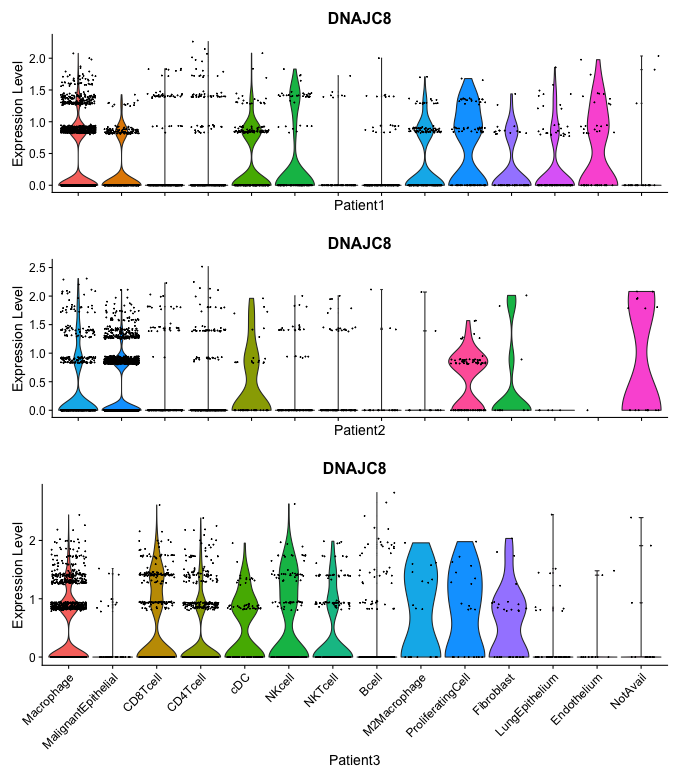 DNAJC8
Expression Level
2.0
1.5
1.0
0.5
0.0
Patient1
DNAJC8
Expression Level
2.5
2.0
1.5
1.0
0.5
0.0
Patient2
DNAJC8
Expression Level
2
1
0
Macrophage
MalignantEpithelial
CD8Tcell
CD4Tcell
cDC
NKcell
NKTcell
Bcell
M2Macrophage
ProliferatingCell
Fibroblast
LungEpithelium
Endothelium
NotAvail
Patient3